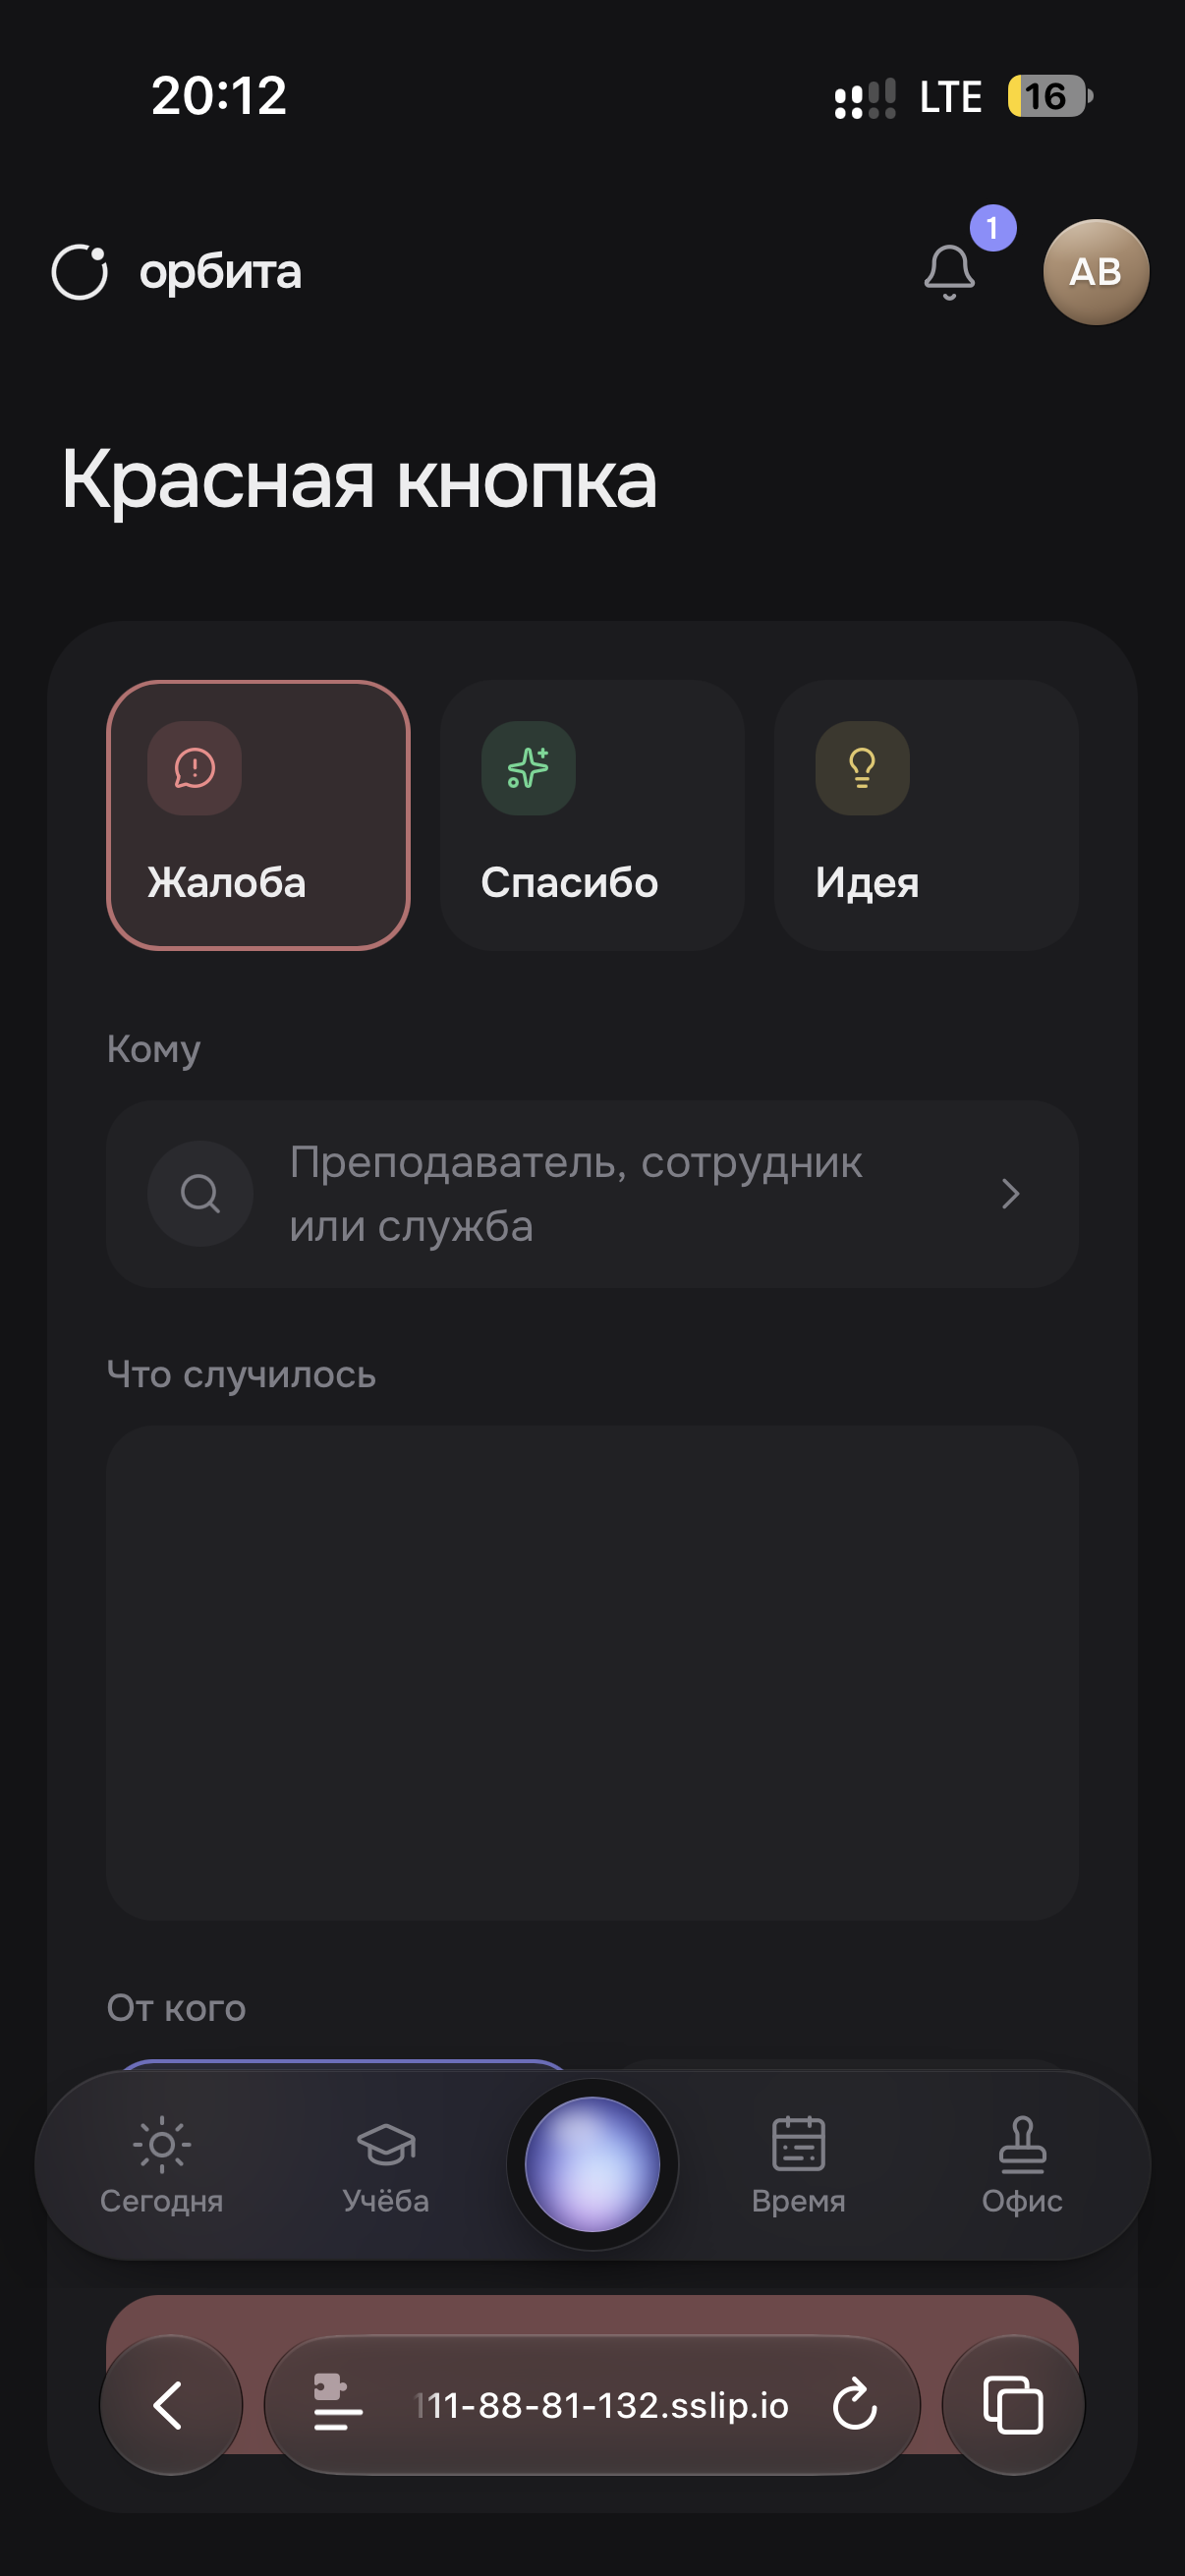 20:12
LTE
16
орбита
1
АВ
Красная кнопка
Жалоба
Спасибо
Идея
Кому
Преподаватель, сотрудник
или служба
Что случилось
От кого
Сегодня
Учёба
Время
Офис
111-88-81-132.sslip.io